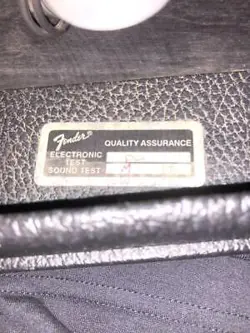 Fender® QUALITY ASSURANCE
ELECTRONIC
TEST
SOUND TEST